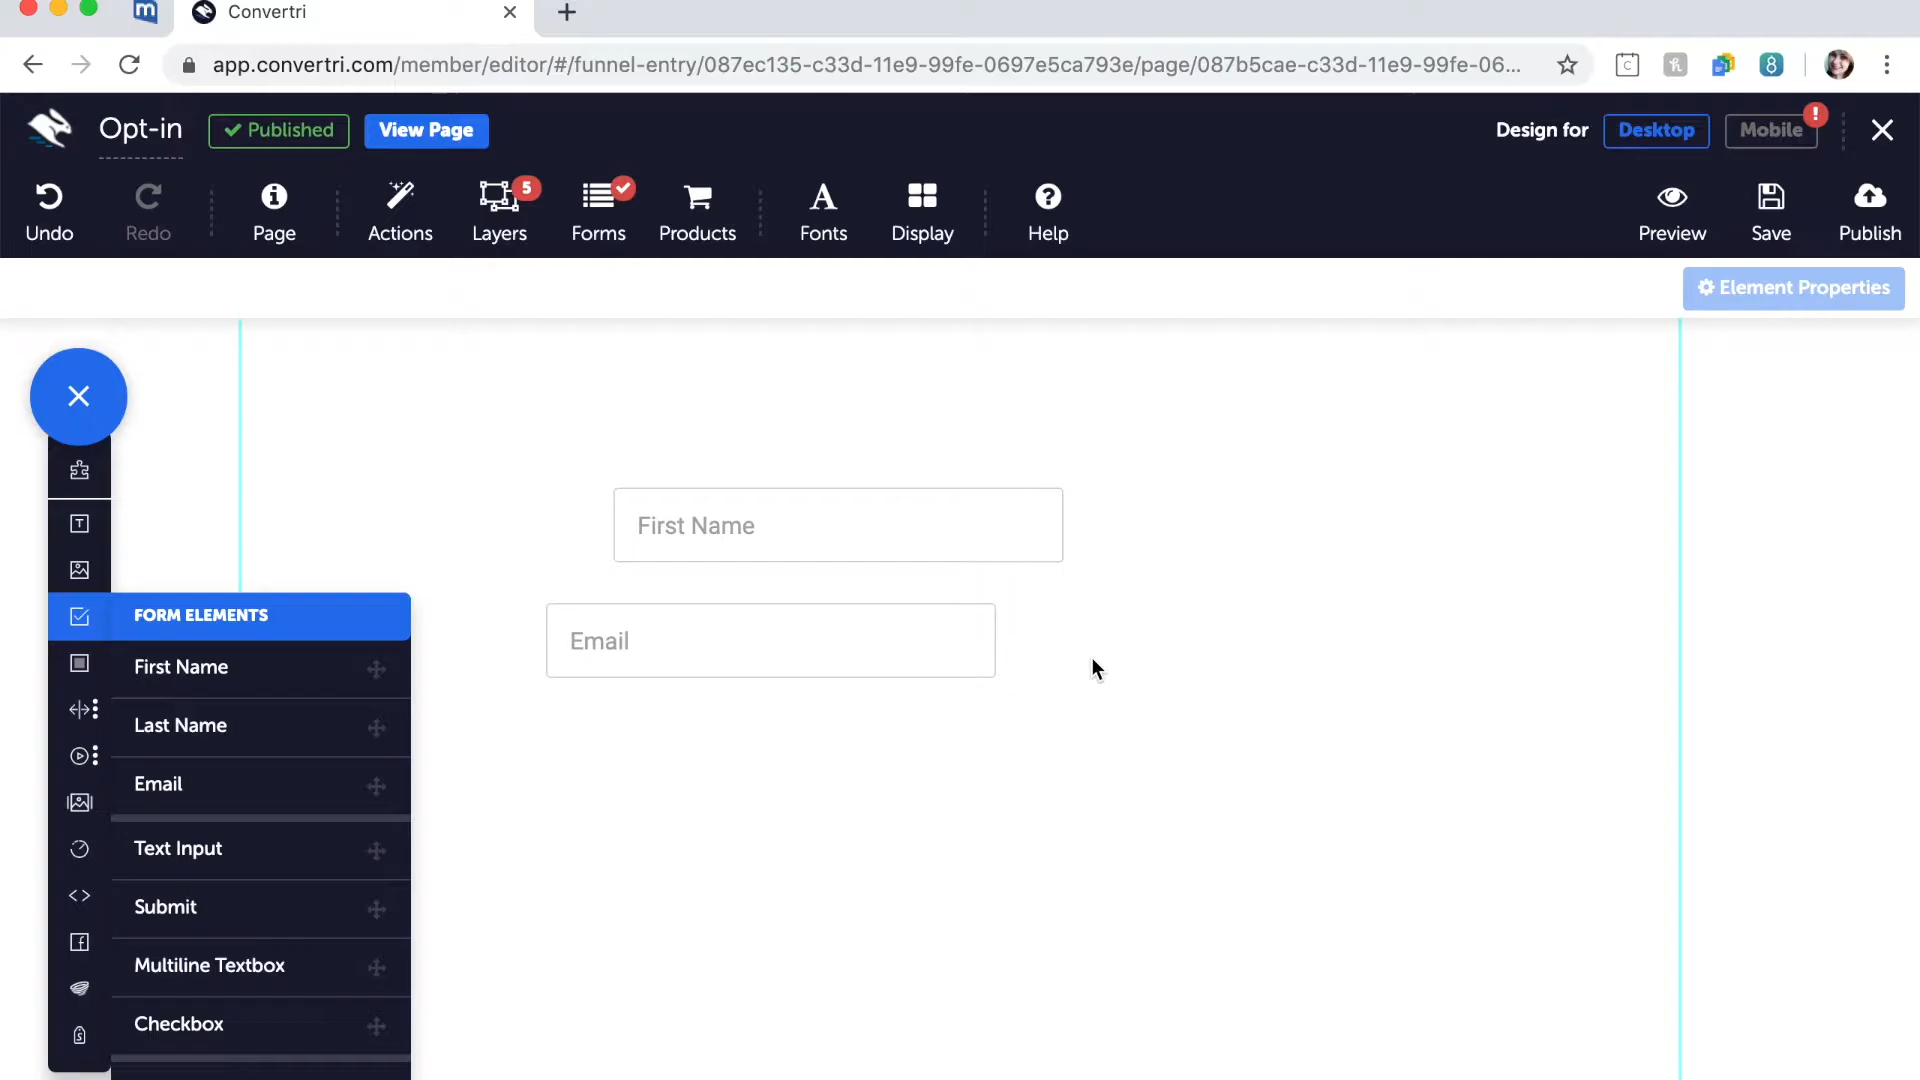 Convertri
app.convertri.com/member/editor/#/funnel-entry/087ec135-c33d-11e9-99fe-0697e5ca793e/page/087b5cae-c33d-11e9-99fe-06...
Opt-in
Published
View Page
Design for
Desktop
Mobile
!
Undo
Redo
Page
Actions
5
Layers
Forms
Products
Fonts
Display
Help
Preview
Save
Publish
Element Properties
First Name
Email
FORM ELEMENTS
First Name
Last Name
Email
Text Input
Submit
Multiline Textbox
Checkbox